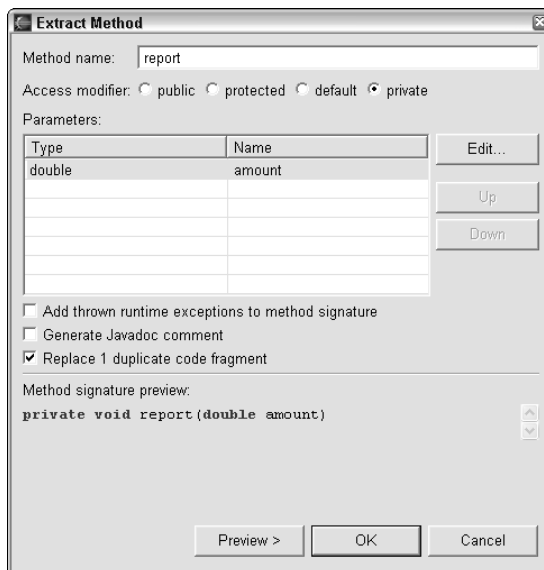 Extract Method
Method name: report
Access modifier: public protected default private
Parameters:
Type Name Edit...
double amount
Up
Down
Add thrown runtime exceptions to method signature
Generate Javadoc comment
Replace 1 duplicate code fragment
Method signature preview:
private void report(double amount)
Preview > OK Cancel